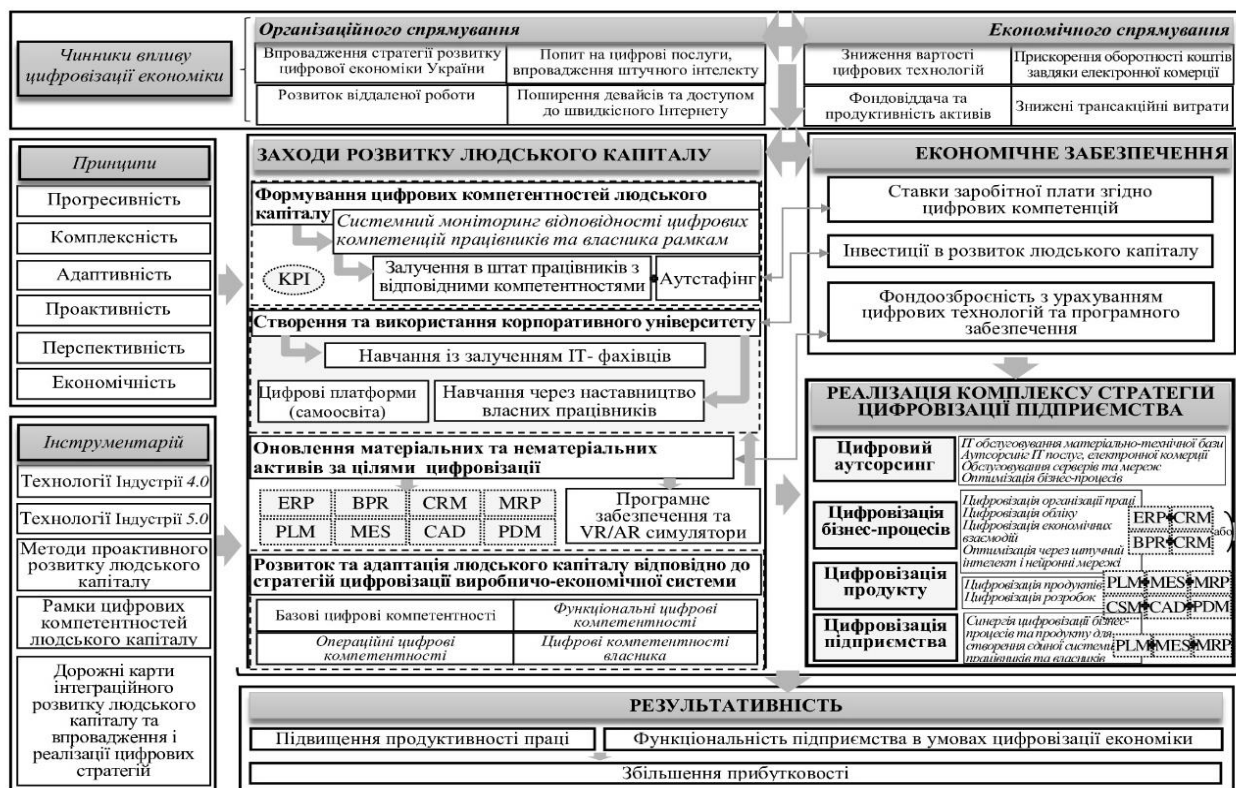 Чинники впливу
цифровізації економіки
Організаційного спрямування
Впровадження стратегії розвитку
цифрової економіки України
Попит на цифрові послуги,
впровадження штучного інтелекту
Розвиток віддаленої роботи
Поширення девайсів та доступом
до швидкісного Інтернету
Економічного спрямування
Зниження вартості
цифрових технологій
Прискорення оборотності коштів
завдяки електронної комерції
Фондовіддача та
продуктивність активів
Знижені трансакційні витрати
Принципи
Прогресивність
Комплексність
Адаптивність
Проактивність
Перспективність
Економічність
Інструментарій
Технології Індустрії 4.0
Технології Індустрії 5.0
Методи проактивного
розвитку людського
капіталу
Рамки цифрових
компетентностей
людського капіталу
Дорожні карти
інтеграційного
розвитку людського
капіталу та
впровадження і
реалізації цифрових
стратегій
ЗАХОДИ РОЗВИТКУ ЛЮДСЬКОГО КАПІТАЛУ
Формування цифрових компетентностей людського
капіталу
Системний моніторинг відповідності цифрових
компетенцій працівників та власника рамкам
KPI
Залучення в штат працівників з
відповідними компетентностями
Аутстафінг
Створення та використання корпоративного університету
Навчання із залученням ІТ- фахівців
Цифрові платформи
(самоосвіта)
Навчання через наставництво
власних працівників
Оновлення матеріальних та нематеріальних
активів за цілями цифровізації
ERP BPR CRM MRP
PLM MES CAD PDM
Програмне
забезпечення та
VR/AR симулятори
Розвиток та адаптація людського капіталу відповідно до
стратегій цифровізації виробничо-економічної системи
Базові цифрові компетентності
Функціональні цифрові
компетентності
Операційні цифрові
компетентності
Цифрові компетентності
власника
ЕКОНОМІЧНЕ ЗАБЕЗПЕЧЕННЯ
Ставки заробітної плати згідно
цифрових компетенцій
Інвестиції в розвиток людського капіталу
Фондоозброєність з урахуванням
цифрових технологій та програмного
забезпечення
РЕАЛІЗАЦІЯ КОМПЛЕКСУ СТРАТЕГІЙ
ЦИФРОВІЗАЦІЇ ПІДПРИЄМСТВА
Цифровий
аутсорсинг
ІТ обслуговування матеріально-технічної бази
Аутсорсинг ІТ послуг, електронної комерції
Обслуговування серверів та мереж
Оптимізація бізнес-процесів
Цифровізація
бізнес-процесів
Цифровізація організації праці
Цифровізація обліку
Цифровізація економічних
взаємодій
Оптимізація через штучний
інтелект і нейронні мережі
ERP CRM
BPR CRM
або
Цифровізація
продукту
Цифровізація продуктів
Цифровізація розробок
PLM MES MRP
CSM CAD PDM
Цифровізація
підприємства
Синергія цифровізації бізнес-
процесів та продукту для
створення єдиної системи
працівників та власників
PLM MES MRP
РЕЗУЛЬТАТИВНІСТЬ
Підвищення продуктивності праці
Функціональність підприємства в умовах цифровізації економіки
Збільшення прибутковості